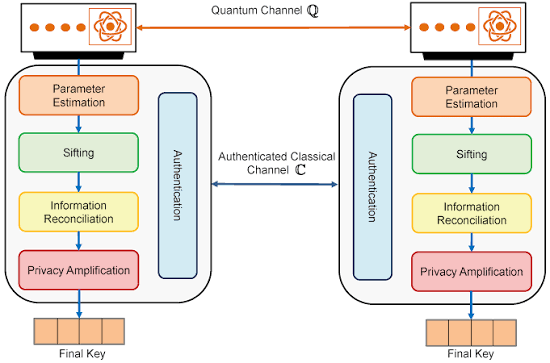 Quantum Channel ℚ
Parameter
Estimation
Sifting
Information
Reconciliation
Privacy Amplification
Authentication
Final Key
Authenticated Classical
Channel ℂ
Parameter
Estimation
Sifting
Information
Reconciliation
Privacy Amplification
Authentication
Final Key